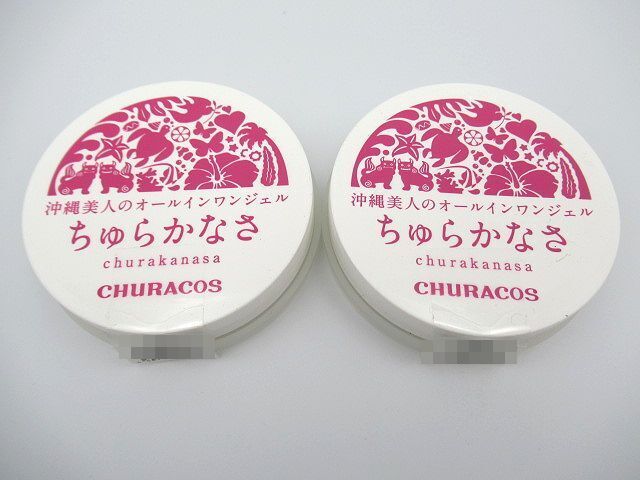 沖縄美人のオールインワンジェル
ちゅらかなさ
churakanasa
CHURACOS
沖縄美人のオールインワンジェル
ちゅらかなさ
churakanasa
CHURACOS